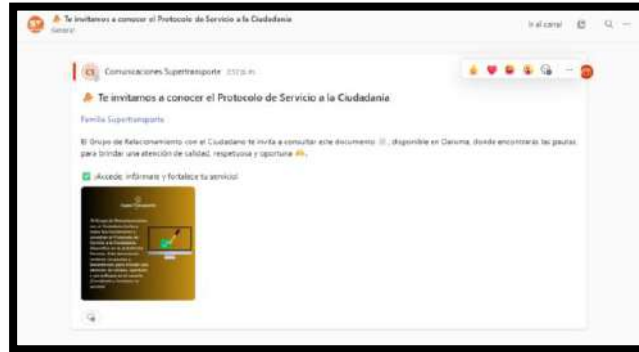 Te invitamos a conocer el Protocolo de Servicio a la Ciudadanía
General
Ir al canal
CS Comunicaciones Supertransporte
Te invitamos a conocer el Protocolo de Servicio a la Ciudadanía
Familia Supertransporte
El Grupo de Relacionamiento con el Ciudadano te invita a consultar este documento, disponible en Daruma, donde encontrarás las pautas
para brindar una atención de calidad, respetuosa y oportuna.
¡Accede, infórmate y fortalece tu servicio!